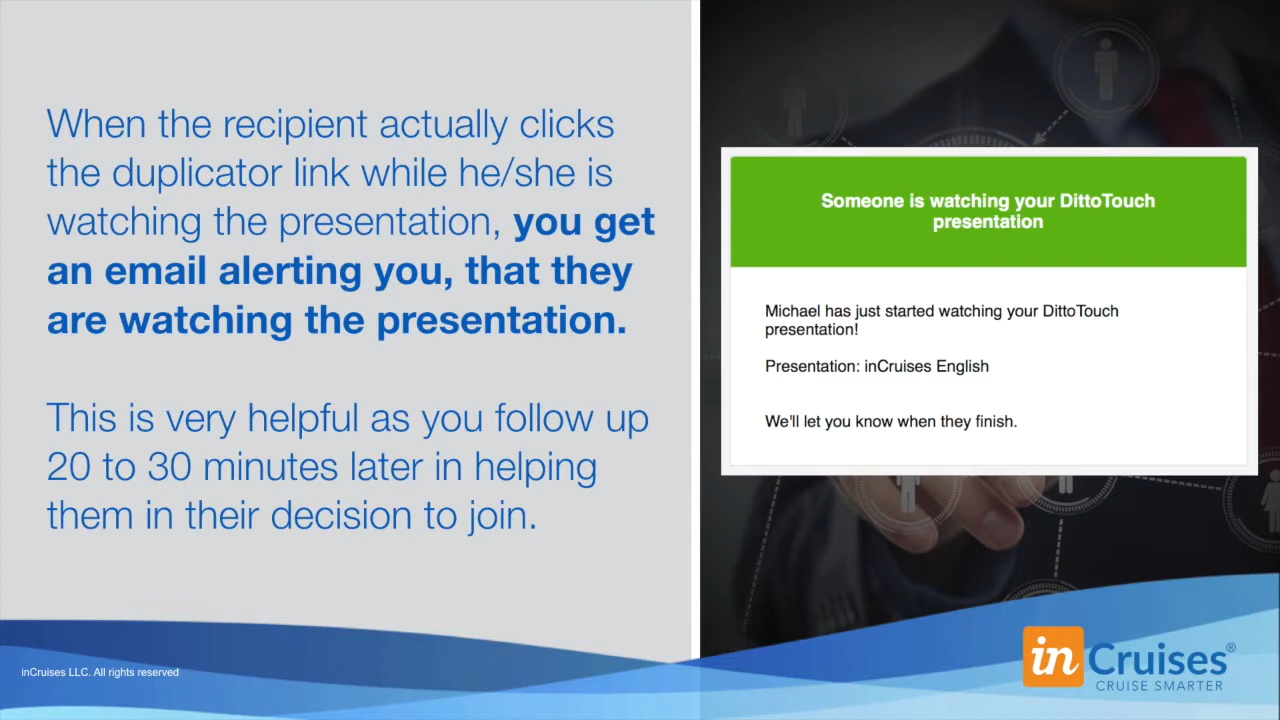 When the recipient actually clicks
the duplicator link while he/she is
watching the presentation, you get
an email alerting you, that they
are watching the presentation.
This is very helpful as you follow up
20 to 30 minutes later in helping
them in their decision to join.
Someone is watching your DittoTouch
presentation
Michael has just started watching your DittoTouch
presentation!
Presentation: inCruises English
We'll let you know when they finish.
inCruises LLC. All rights reserved
inCruises®
CRUISE SMARTER